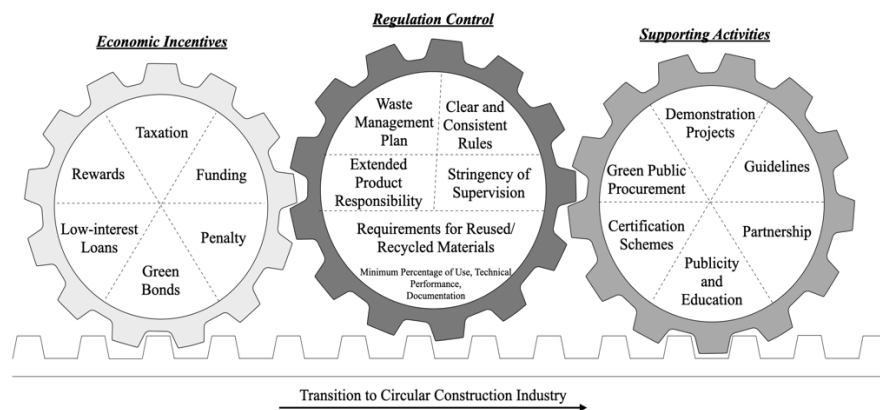 Economic Incentives
Taxation
Rewards
Funding
Low-interest
Loans
Penalty
Green
Bonds
Regulation Control
Waste
Management
Plan
Clear and
Consistent
Rules
Extended
Product
Responsibility
Stringency of
Supervision
Requirements for Reused/
Recycled Materials
Minimum Percentage of Use, Technical
Performance,
Documentation
Supporting Activities
Demonstration
Projects
Green Public
Procurement
Guidelines
Certification
Schemes
Partnership
Publicity
and
Education
Transition to Circular Construction Industry